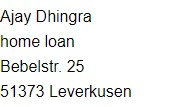 Ajay Dhingra
home loan
Bebelstr. 25
51373 Leverkusen